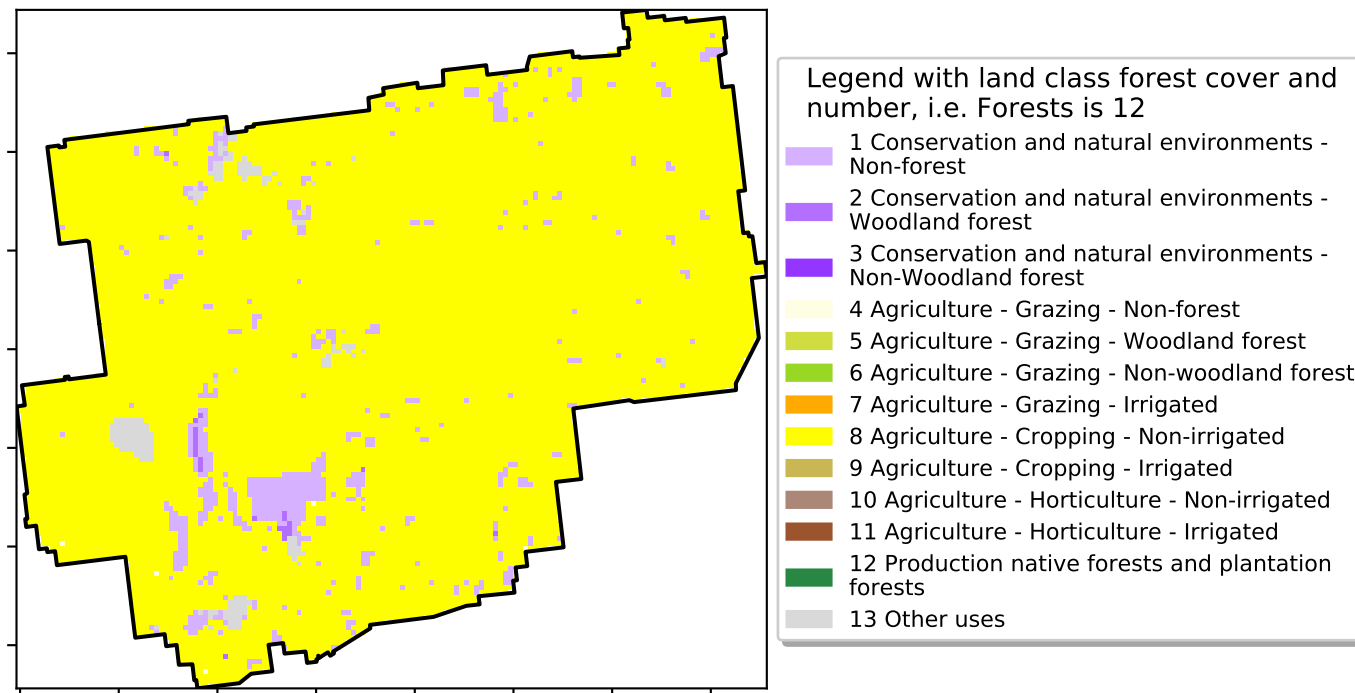 Legend with land class forest cover and
number, i.e. Forests is 12
1 Conservation and natural environments -
Non-forest
2 Conservation and natural environments -
Woodland forest
3 Conservation and natural environments -
Non-Woodland forest
4 Agriculture - Grazing - Non-forest
5 Agriculture - Grazing - Woodland forest
6 Agriculture - Grazing - Non-woodland forest
7 Agriculture - Grazing - Irrigated
8 Agriculture - Cropping - Non-irrigated
9 Agriculture - Cropping - Irrigated
10 Agriculture - Horticulture - Non-irrigated
11 Agriculture - Horticulture - Irrigated
12 Production native forests and plantation
forests
13 Other uses